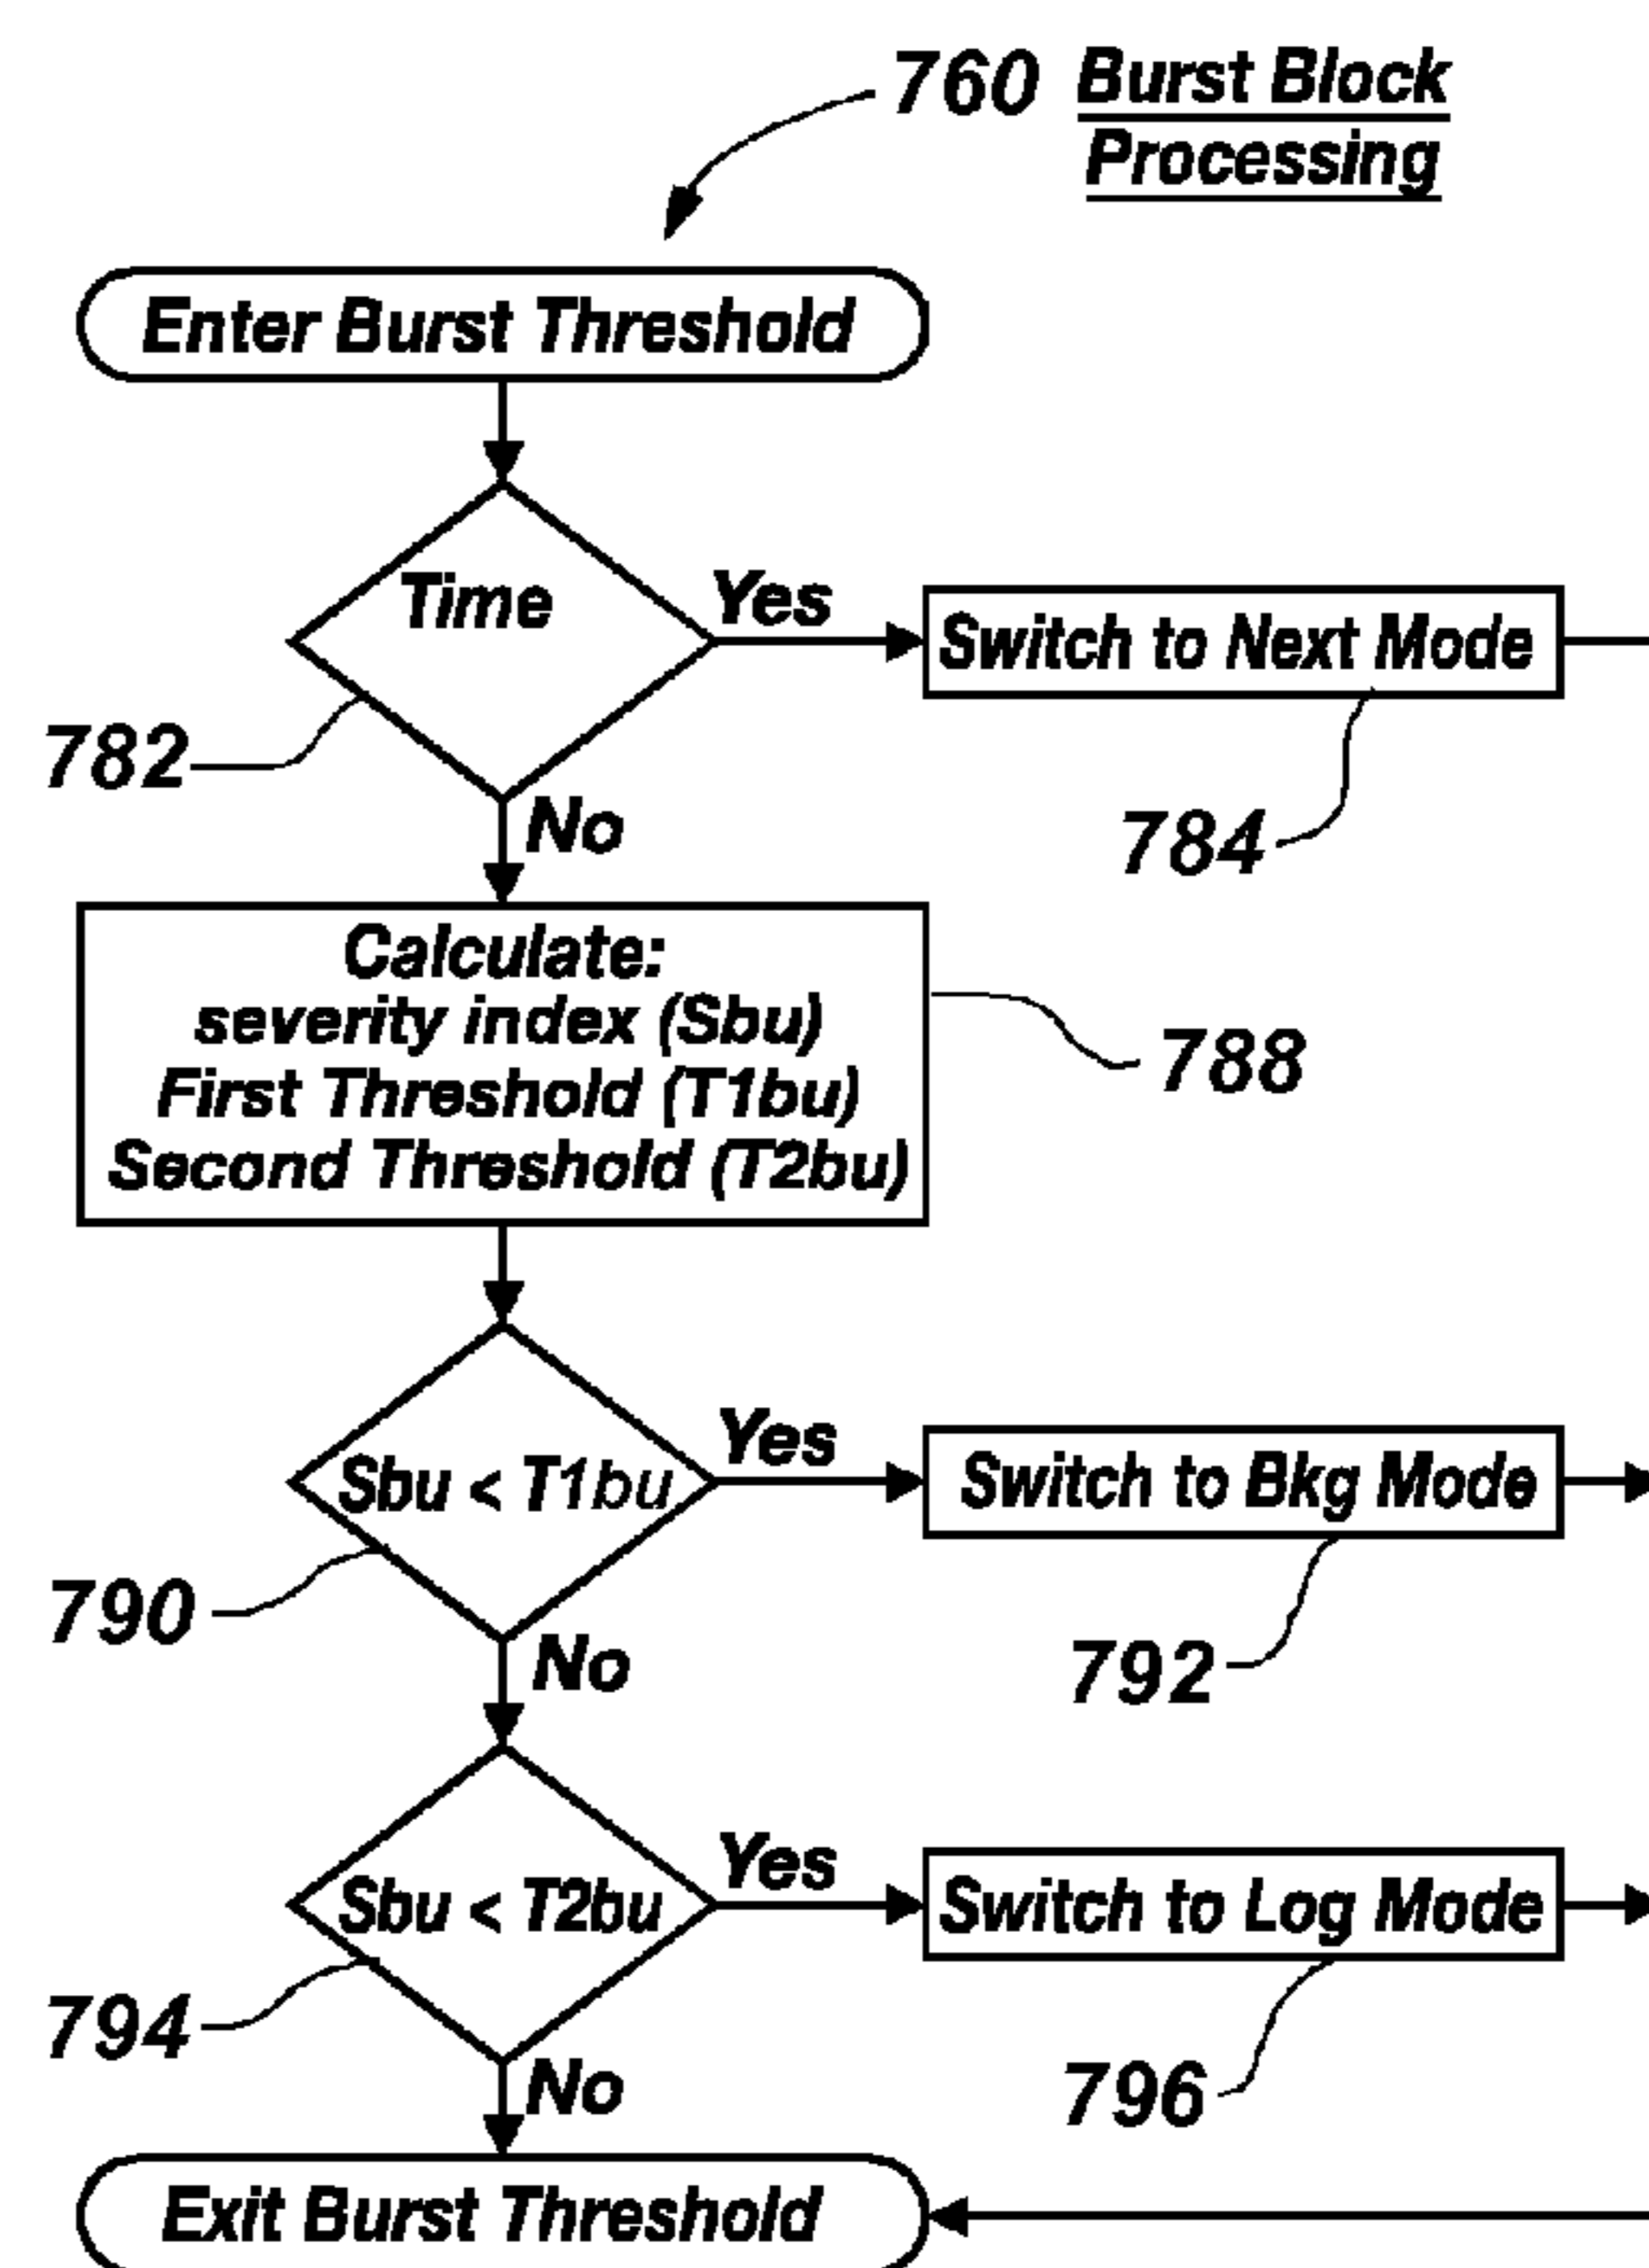 760 Burst Block
Processing
Enter Burst Threshold
Time
Yes
Switch to Next Mode
782
784
No
Calculate:
severity index (Sbu)
First Threshold (T1bu)
Second Threshold (T2bu)
788
Sbu < T1bu
Yes
Switch to Bkg Mode
790
792
No
Sbu < T2bu
Yes
Switch to Log Mode
794
796
No
Exit Burst Threshold